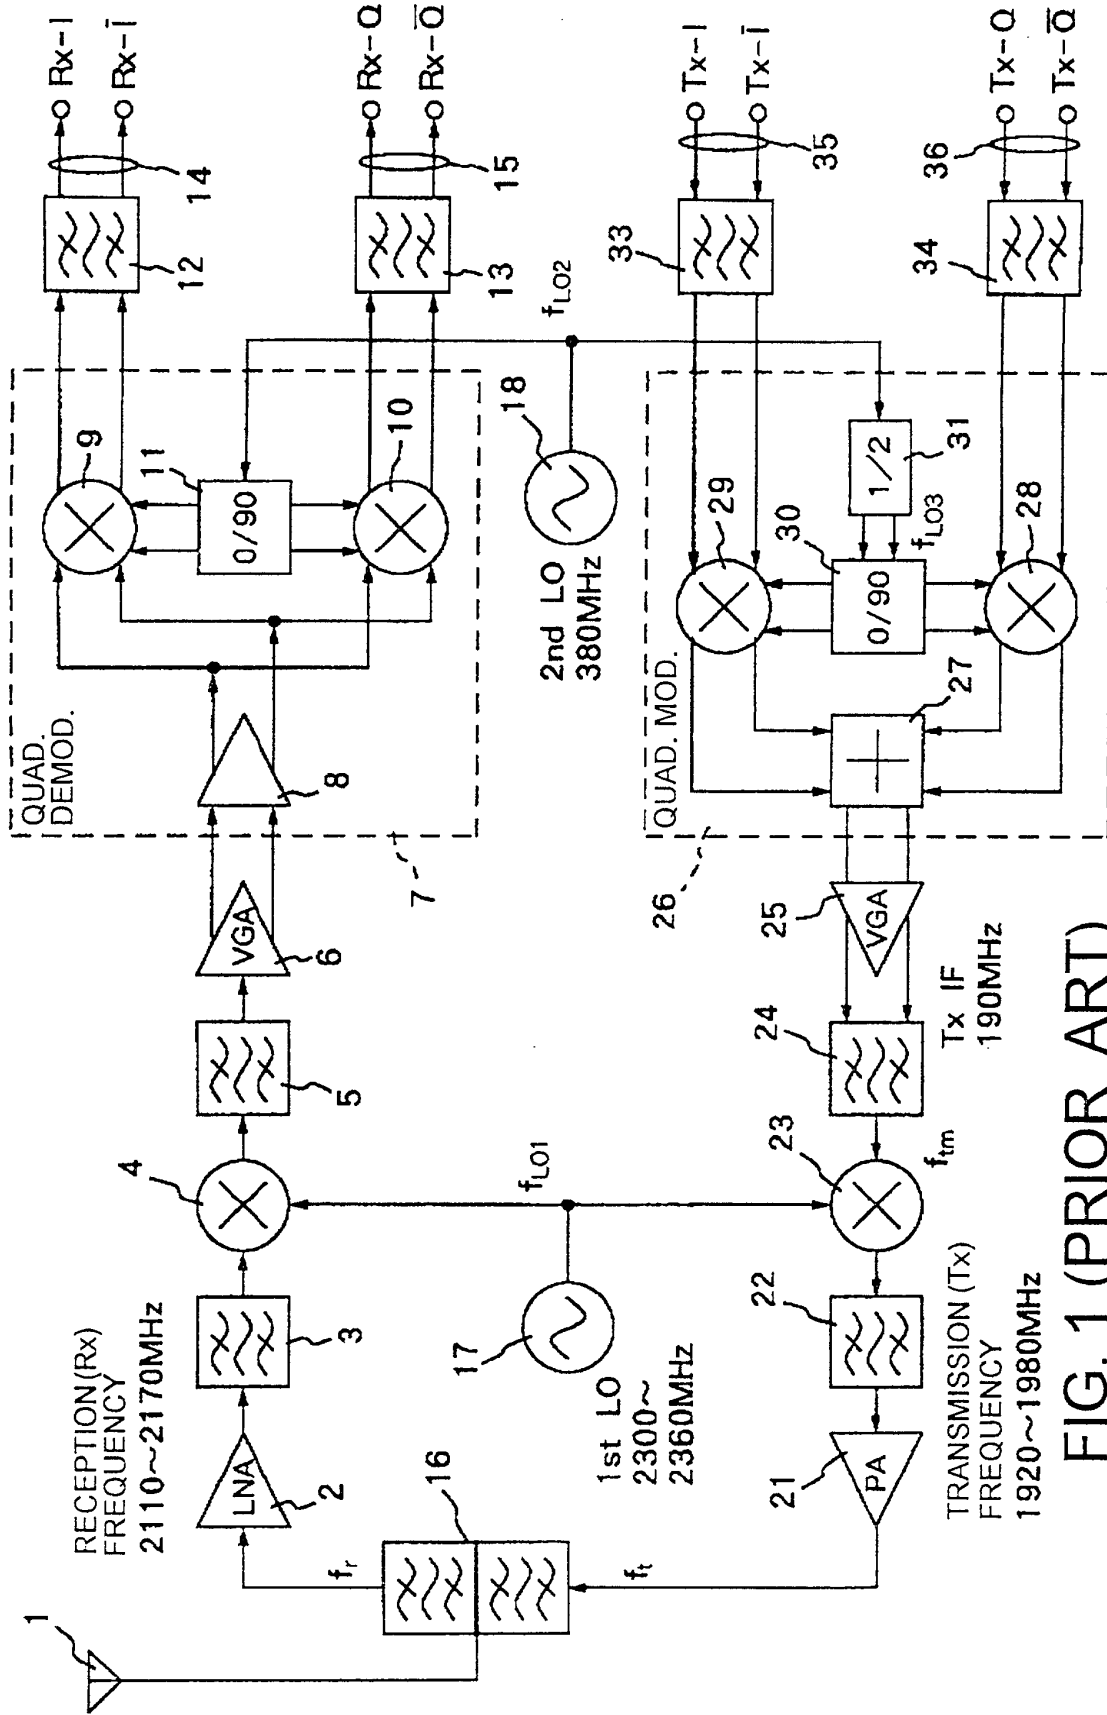 1
RECEPTION (Rx)
FREQUENCY
2110~2170MHz
fr
16
ft
LNA
2
3
4
5
VGA
6
7
QUAD.
DEMOD.
8
9
11
0/90
10
12
13
14
15
Rx-I
Rx-I̅
Rx-Q
Rx-Q̅
17
1st LO
2300~
2360MHz
fLO1
18
2nd LO
380MHz
fLO2
PA
21
22
23
ftm
24
25
VGA
Tx IF
190MHz
26
QUAD. MOD.
27
28
29
30
0/90
fLO3
1/2
31
33
34
35
36
Tx-I
Tx-I̅
Tx-Q
Tx-Q̅
TRANSMISSION (Tx)
FREQUENCY
1920~1980MHz
FIG. 1 (PRIOR ART)